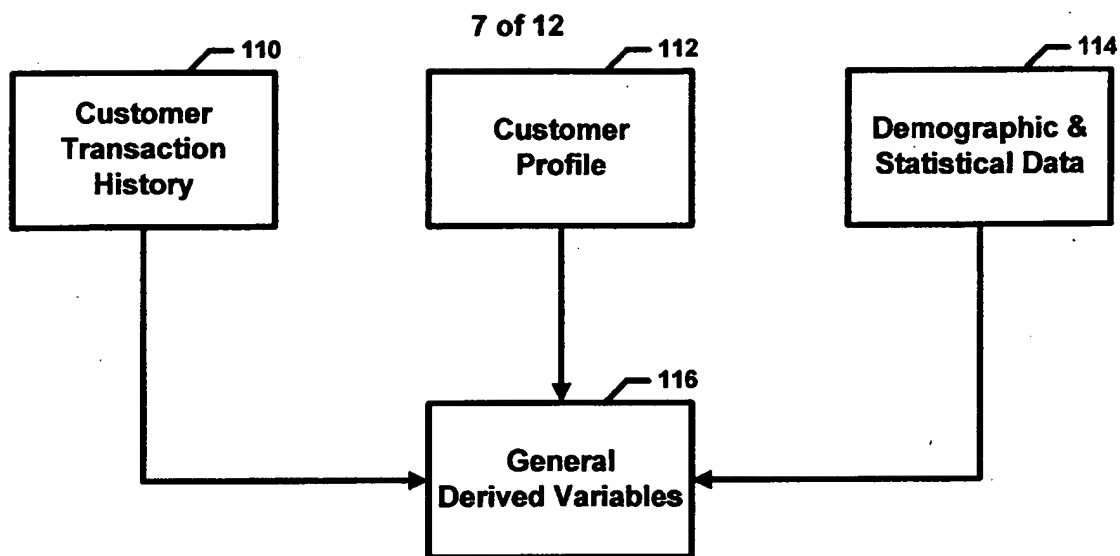 7 of 12
110
Customer
Transaction
History
112
Customer
Profile
114
Demographic &
Statistical Data
116
General
Derived Variables